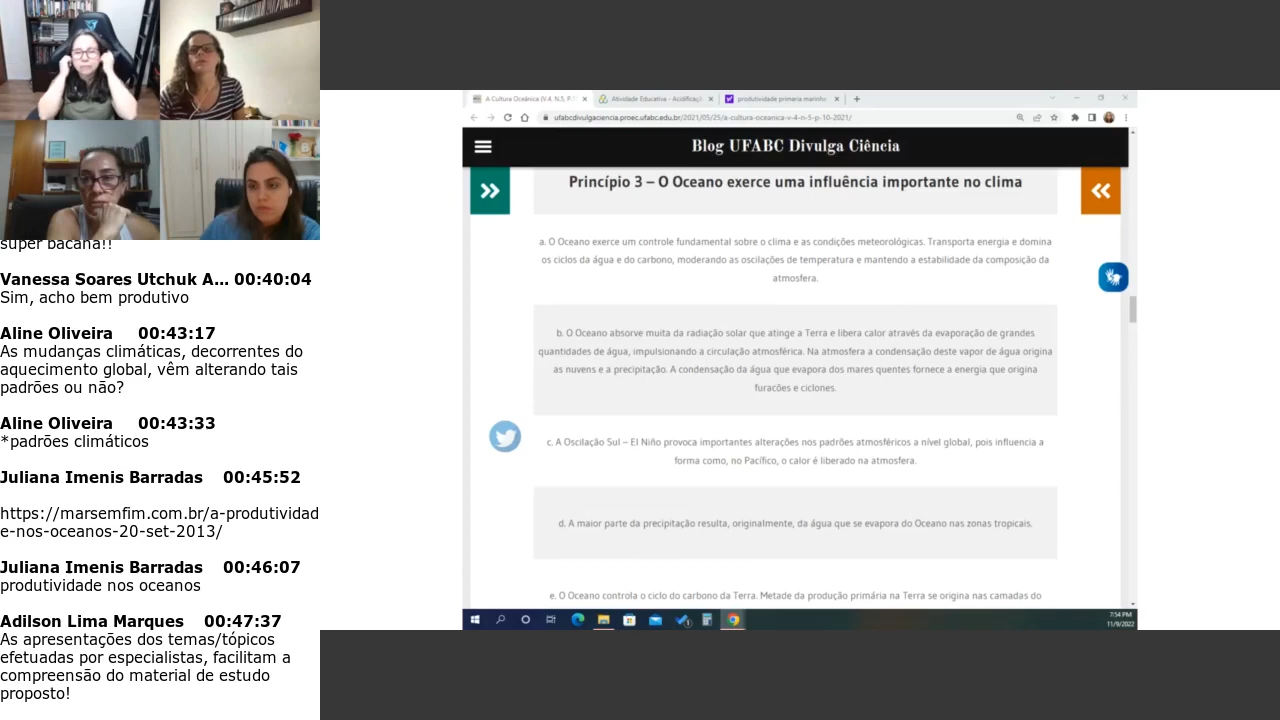 super bacana!!
Vanessa Soares Utchuk A... 00:40:04
Sim, acho bem produtivo
Aline Oliveira 00:43:17
As mudanças climáticas, decorrentes do
aquecimento global, vêm alterando tais
padrões ou não?
Aline Oliveira 00:43:33
*padrões climáticos
Juliana Imenis Barradas 00:45:52
https://marsemfim.com.br/a-produtividad
e-nos-oceanos-20-set-2013/
Juliana Imenis Barradas 00:46:07
produtividade nos oceanos
Adilson Lima Marques 00:47:37
As apresentações dos temas/tópicos
efetuadas por especialistas, facilitam a
compreensão do material de estudo
proposto!
A Cultura Oceânica (V.4, N.5, P.1 Atividade Educativa - Acidificaçã produtividade primaria marinho
ufabcdivulgaciencia.proec.ufabc.edu.br/2021/05/25/a-cultura-oceanica-v-4-n-5-p-10-2021/
Blog UFABC Divulga Ciência
Princípio 3 – O Oceano exerce uma influência importante no clima
a. O Oceano exerce um controle fundamental sobre o clima e as condições meteorológicas. Transporta energia e domina
os ciclos da água e do carbono, moderando as oscilações de temperatura e mantendo a estabilidade da composição da
atmosfera.
b. O Oceano absorve muita da radiação solar que atinge a Terra e libera calor através da evaporação de grandes
quantidades de água, impulsionando a circulação atmosférica. Na atmosfera a condensação deste vapor de água origina
as nuvens e a precipitação. A condensação da água que evapora dos mares quentes fornece a energia que origina
furacões e ciclones.
c. A Oscilação Sul – El Niño provoca importantes alterações nos padrões atmosféricos a nível global, pois influencia a
forma como, no Pacífico, o calor é liberado na atmosfera.
d. A maior parte da precipitação resulta, originalmente, da água que se evapora do Oceano nas zonas tropicais.
e. O Oceano controla o ciclo do carbono da Terra. Metade da produção primária na Terra se origina nas camadas do
7:54 PM
11/9/2022